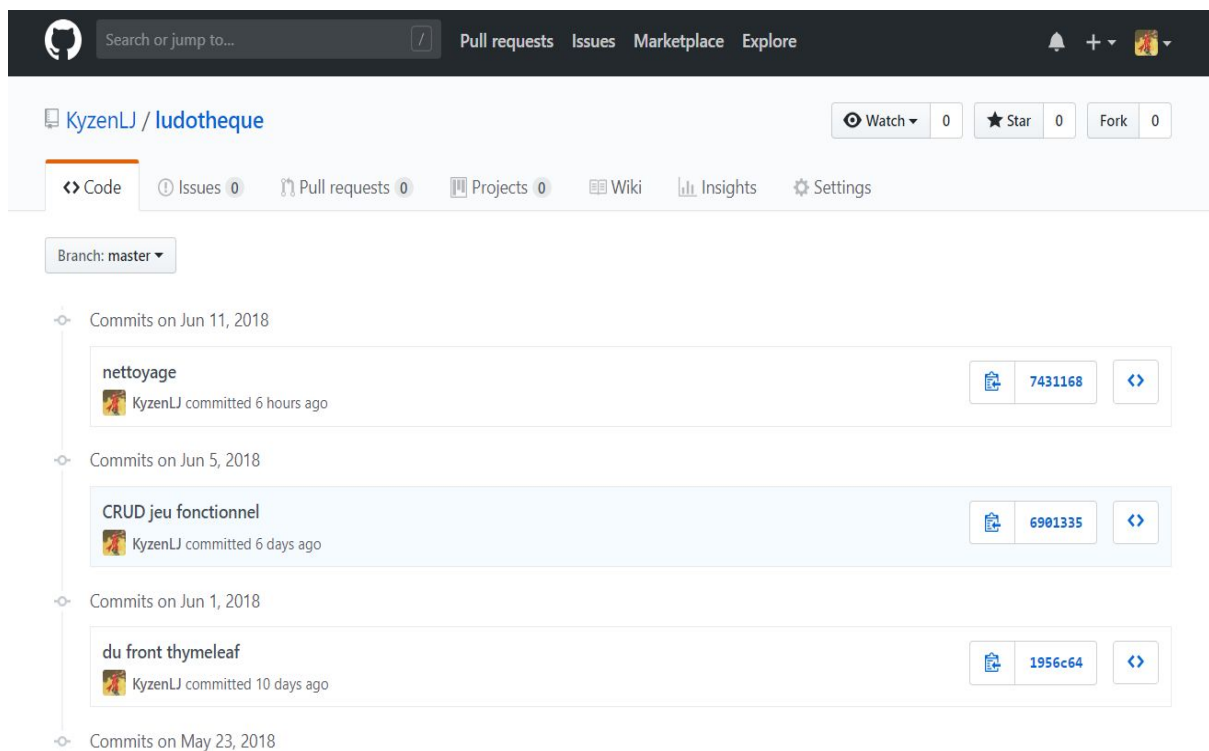 Search or jump to... / Pull requests Issues Marketplace Explore
KyzenLJ / ludotheque Watch 0 Star 0 Fork 0
Code Issues 0 Pull requests 0 Projects 0 Wiki Insights Settings
Branch: master
Commits on Jun 11, 2018
nettoyage
7431168
KyzenLJ committed 6 hours ago
Commits on Jun 5, 2018
CRUD jeu fonctionnel
6901335
KyzenLJ committed 6 days ago
Commits on Jun 1, 2018
du front thymeleaf
1956c64
KyzenLJ committed 10 days ago
Commits on May 23, 2018